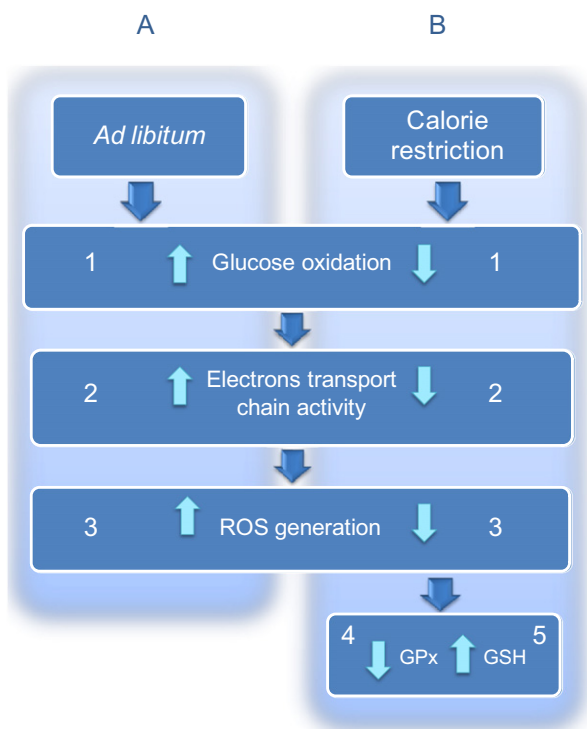 A B
Ad libitum
Calorie
restriction
1 Glucose oxidation 1
2 Electrons transport
chain activity 2
3 ROS generation 3
4 GPx GSH 5